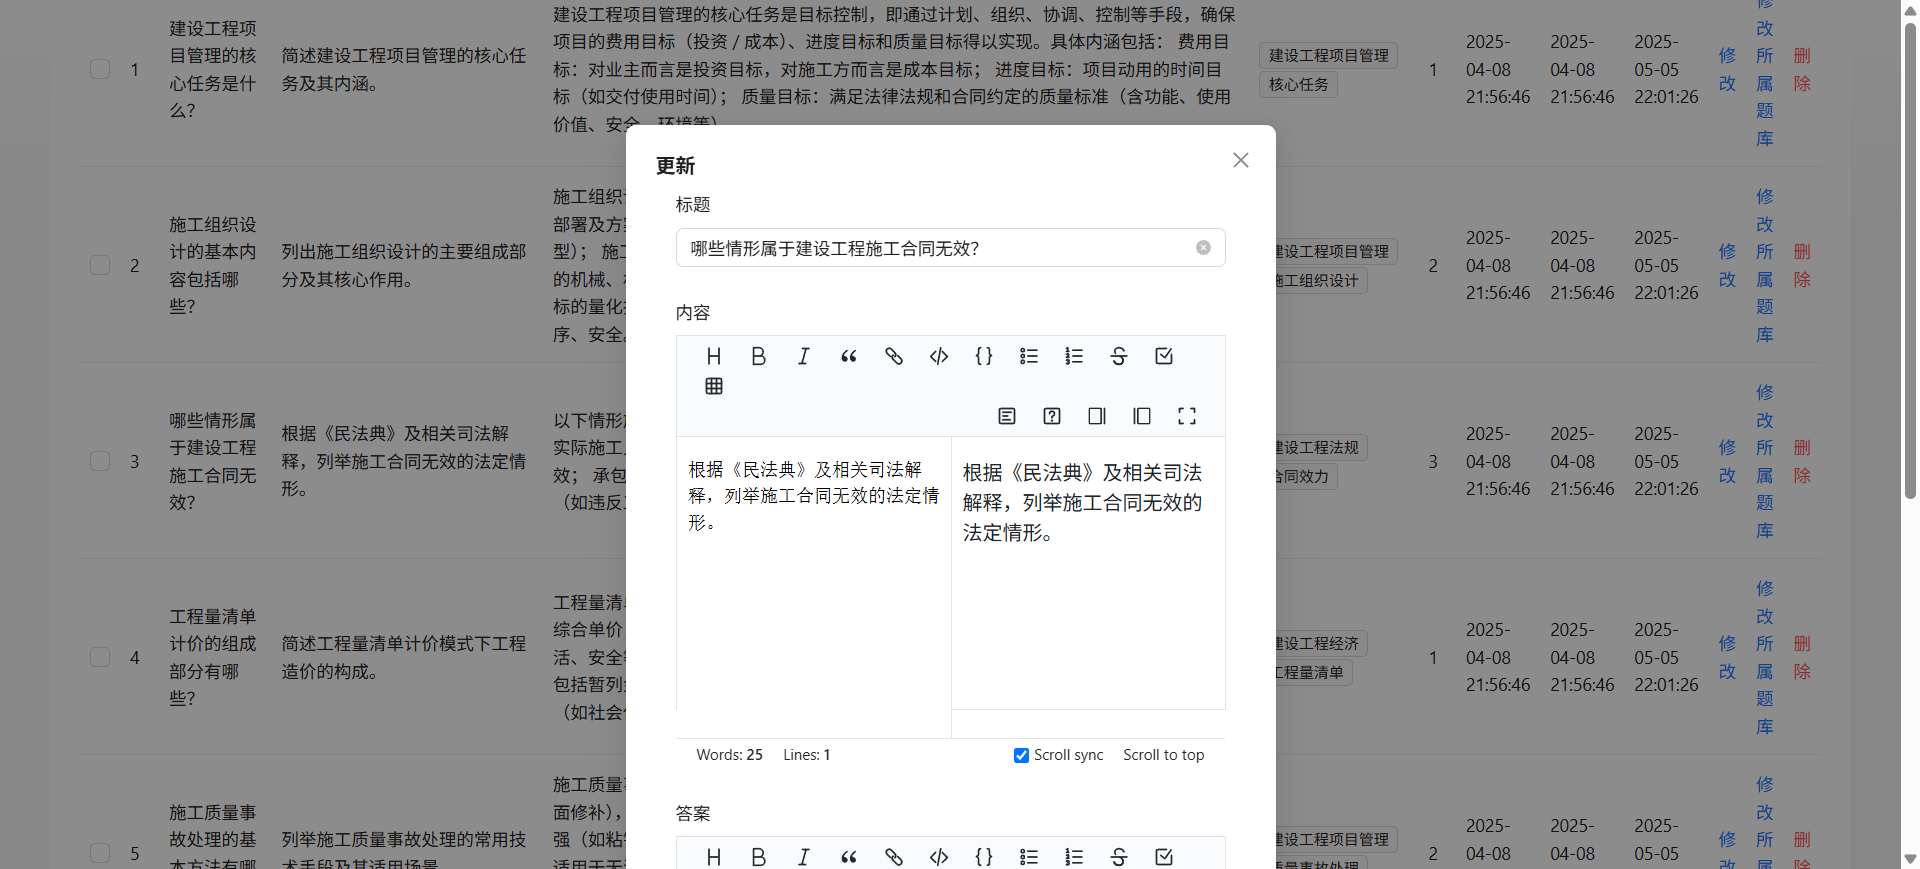 建设工程项
目管理的核
心任务是什
么？
1
简述建设工程项目管理的核心任
务及其内涵。
建设工程项目管理的核心任务是目标控制，即通过计划、组织、协调、控制等手段，确保
项目的费用目标（投资 / 成本）、进度目标和质量目标得以实现。具体内涵包括： 费用目
标：对业主而言是投资目标，对施工方而言是成本目标； 进度目标：项目动用的时间目
标（如交付使用时间）； 质量目标：满足法律法规和合同约定的质量标准（含功能、使用
价值、安全、环境等）
建设工程项目管理
核心任务
1
2025-
04-08
21:56:46
2025-
04-08
21:56:46
2025-
05-05
22:01:26
修
改
修
改
所
属
题
库
删
除
2
施工组织设
计的基本内
容包括哪
些？
列出施工组织设计的主要组成部
分及其核心作用。
施工组织
部署及方
型）； 施工
的机械、
标的量化
序、安全
建设工程项目管理
施工组织设计
2
2025-
04-08
21:56:46
2025-
04-08
21:56:46
2025-
05-05
22:01:26
修
改
修
改
所
属
题
库
删
除
3
哪些情形属
于建设工程
施工合同无
效？
根据《民法典》及相关司法解
释，列举施工合同无效的法定情
形。
以下情形
实际施工
效； 承包
（如违反
建设工程法规
合同效力
3
2025-
04-08
21:56:46
2025-
04-08
21:56:46
2025-
05-05
22:01:26
修
改
修
改
所
属
题
库
删
除
4
工程量清单
计价的组成
部分有哪
些？
简述工程量清单计价模式下工程
造价的构成。
工程量清
综合单价
活、安全
包括暂列
（如社会
建设工程经济
工程量清单
1
2025-
04-08
21:56:46
2025-
04-08
21:56:46
2025-
05-05
22:01:26
修
改
修
改
所
属
题
库
删
除
5
施工质量事
故处理的基
本方法有哪
列举施工质量事故处理的常用技
术手段及其适用场景
施工质量
面修补），
强（如粘
适用于无
建设工程项目管理
质量事故处理
2
2025-
04-08
2025-
04-08
2025-
05-05
修
改
修
改
所
属
删
除
更新
标题
哪些情形属于建设工程施工合同无效？
内容
根据《民法典》及相关司法解
释，列举施工合同无效的法定情
形。
根据《民法典》及相关司法
解释，列举施工合同无效的
法定情形。
Words: 25 Lines: 1
Scroll sync Scroll to top
答案